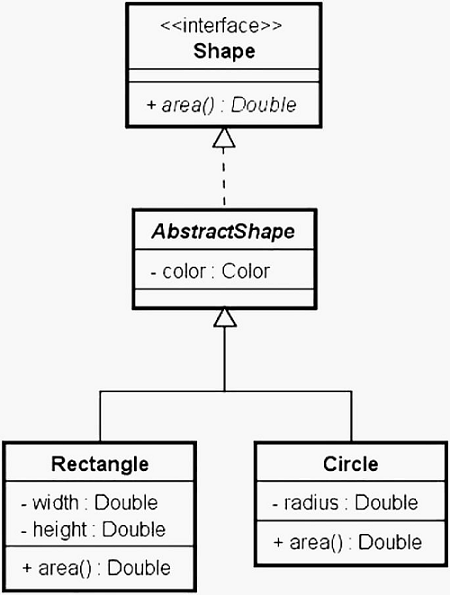 <<interface>>
Shape
+ area() : Double
AbstractShape
- color : Color
Rectangle
- width : Double
- height : Double
+ area() : Double
Circle
- radius : Double
+ area() : Double